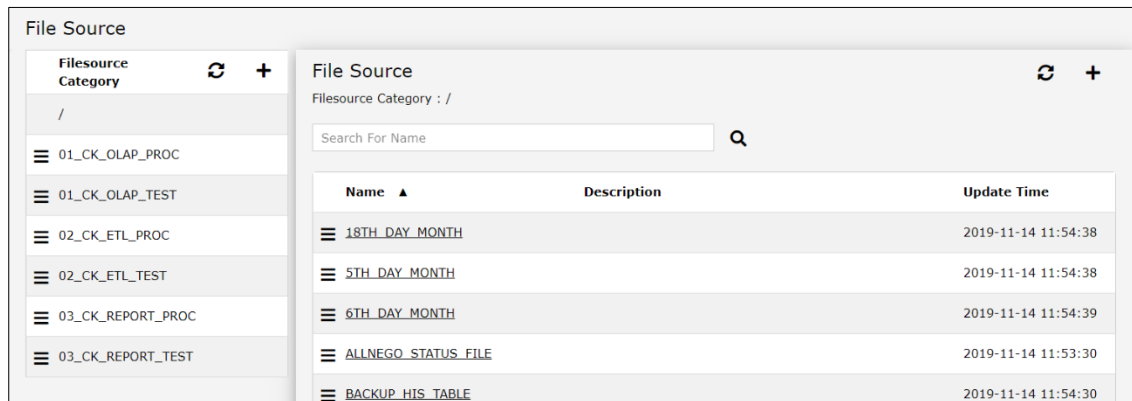 File Source
Filesource
Category
/
01_CK_OLAP_PROC
01_CK_OLAP_TEST
02_CK_ETL_PROC
02_CK_ETL_TEST
03_CK_REPORT_PROC
03_CK_REPORT_TEST
File Source
Filesource Category : /
Search For Name
Name ▲ Description Update Time
18TH_DAY_MONTH 2019-11-14 11:54:38
5TH_DAY_MONTH 2019-11-14 11:54:38
6TH_DAY_MONTH 2019-11-14 11:54:39
ALLNEGO_STATUS_FILE 2019-11-14 11:53:30
BACKUP_HIS_TABLE 2019-11-14 11:54:30